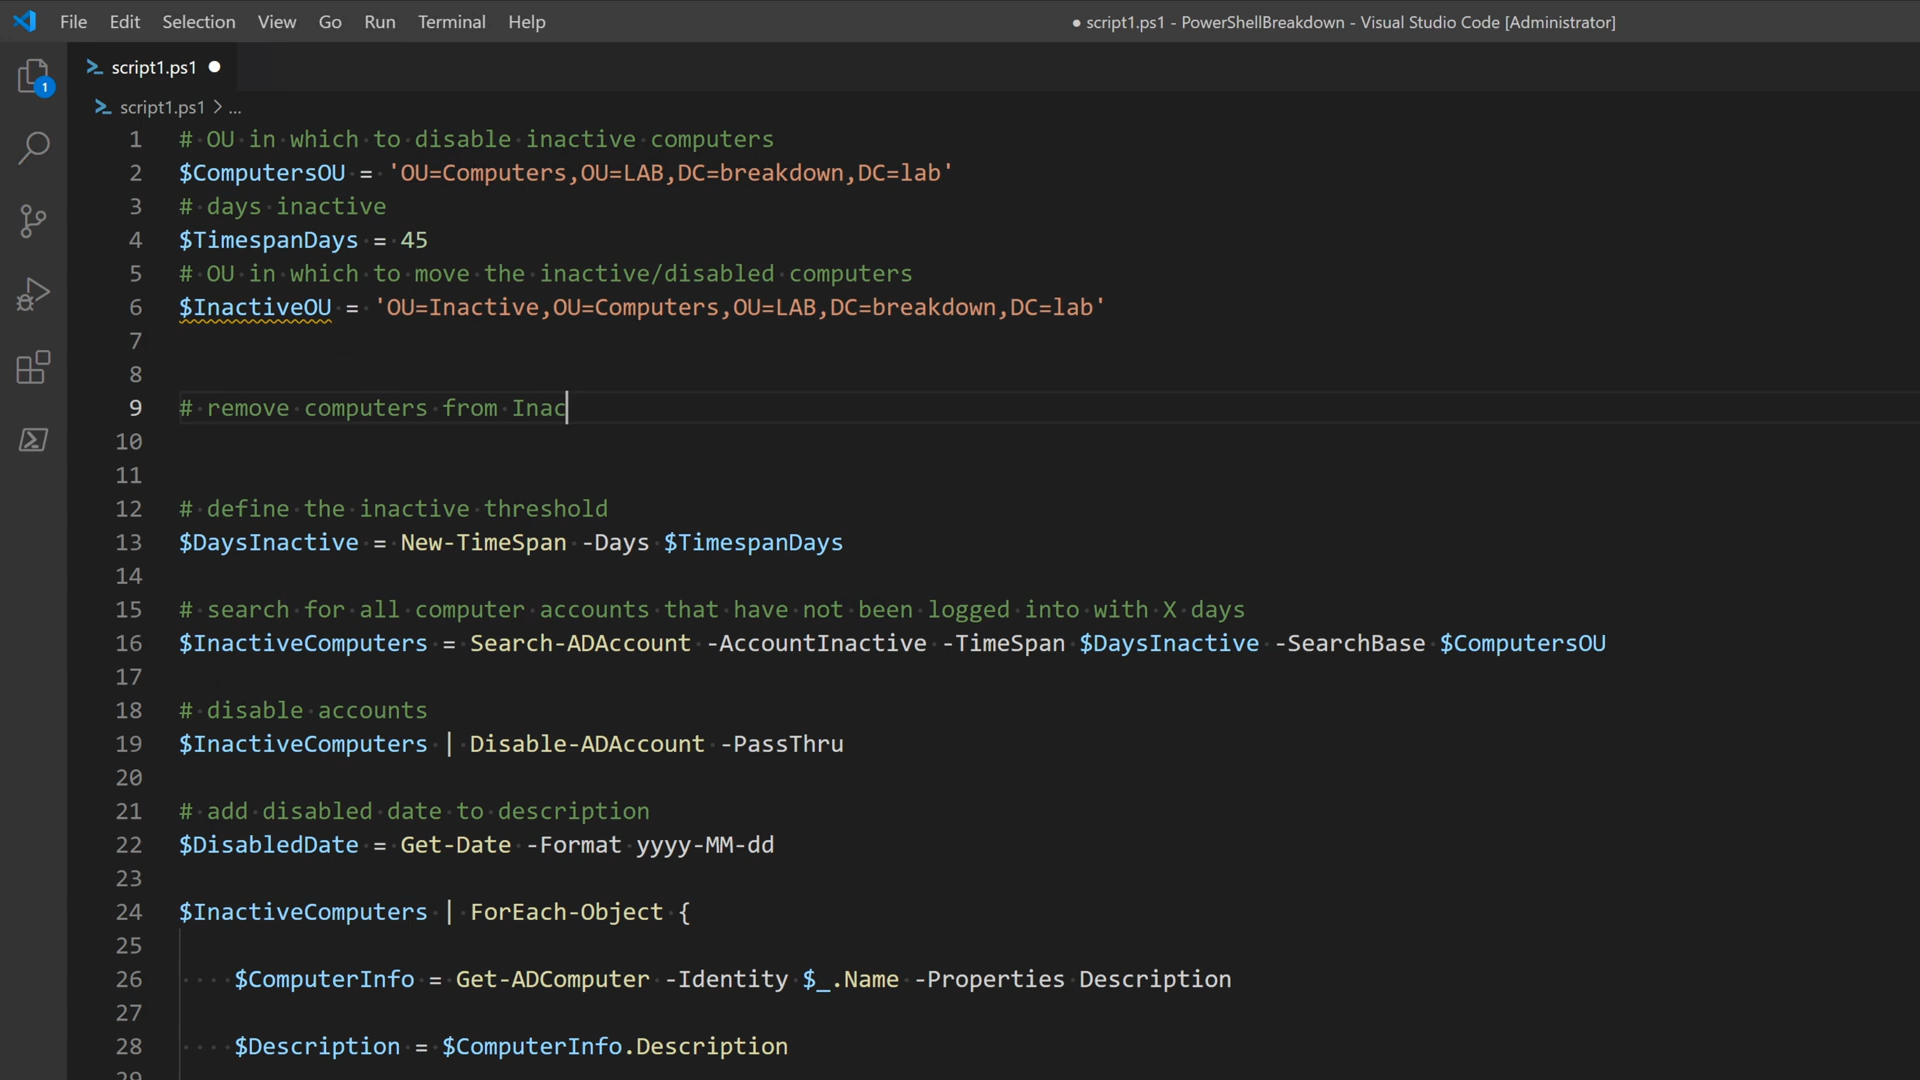 File Edit Selection View Go Run Terminal Help
● script1.ps1 - PowerShellBreakdown - Visual Studio Code [Administrator]
script1.ps1 ●
1
script1.ps1 > ...
1 # OU in which to disable inactive computers
2 $ComputersOU = 'OU=Computers,OU=LAB,DC=breakdown,DC=lab'
3 # days inactive
4 $TimespanDays = 45
5 # OU in which to move the inactive/disabled computers
6 $InactiveOU = 'OU=Inactive,OU=Computers,OU=LAB,DC=breakdown,DC=lab'
7
8
9 # remove computers from Inac
10
11
12 # define the inactive threshold
13 $DaysInactive = New-TimeSpan -Days $TimespanDays
14
15 # search for all computer accounts that have not been logged into with X days
16 $InactiveComputers = Search-ADAccount -AccountInactive -TimeSpan $DaysInactive -SearchBase $ComputersOU
17
18 # disable accounts
19 $InactiveComputers | Disable-ADAccount -PassThru
20
21 # add disabled date to description
22 $DisabledDate = Get-Date -Format yyyy-MM-dd
23
24 $InactiveComputers | ForEach-Object {
25
26 $ComputerInfo = Get-ADComputer -Identity $_.Name -Properties Description
27
28 $Description = $ComputerInfo.Description
29